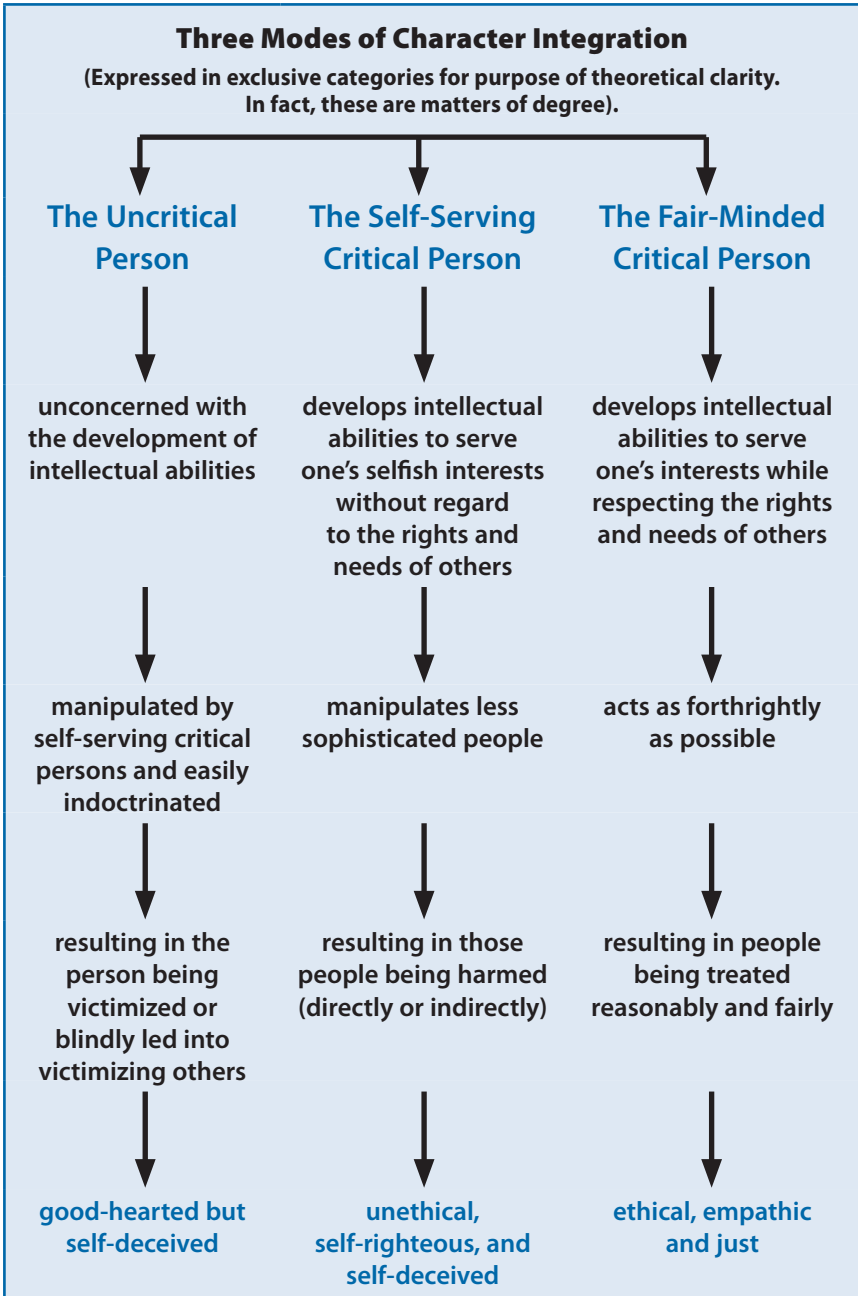 Three Modes of Character Integration
(Expressed in exclusive categories for purpose of theoretical clarity.
In fact, these are matters of degree).
The Uncritical
Person
unconcerned with
the development of
intellectual abilities
manipulated by
self-serving critical
persons and easily
indoctrinated
resulting in the
person being
victimized or
blindly led into
victimizing others
good-hearted but
self-deceived
The Self-Serving
Critical Person
develops intellectual
abilities to serve
one’s selfish interests
without regard
to the rights and
needs of others
manipulates less
sophisticated people
resulting in those
people being harmed
(directly or indirectly)
unethical,
self-righteous, and
self-deceived
The Fair-Minded
Critical Person
develops intellectual
abilities to serve
one’s interests while
respecting the rights
and needs of others
acts as forthrightly
as possible
resulting in people
being treated
reasonably and fairly
ethical, empathic
and just